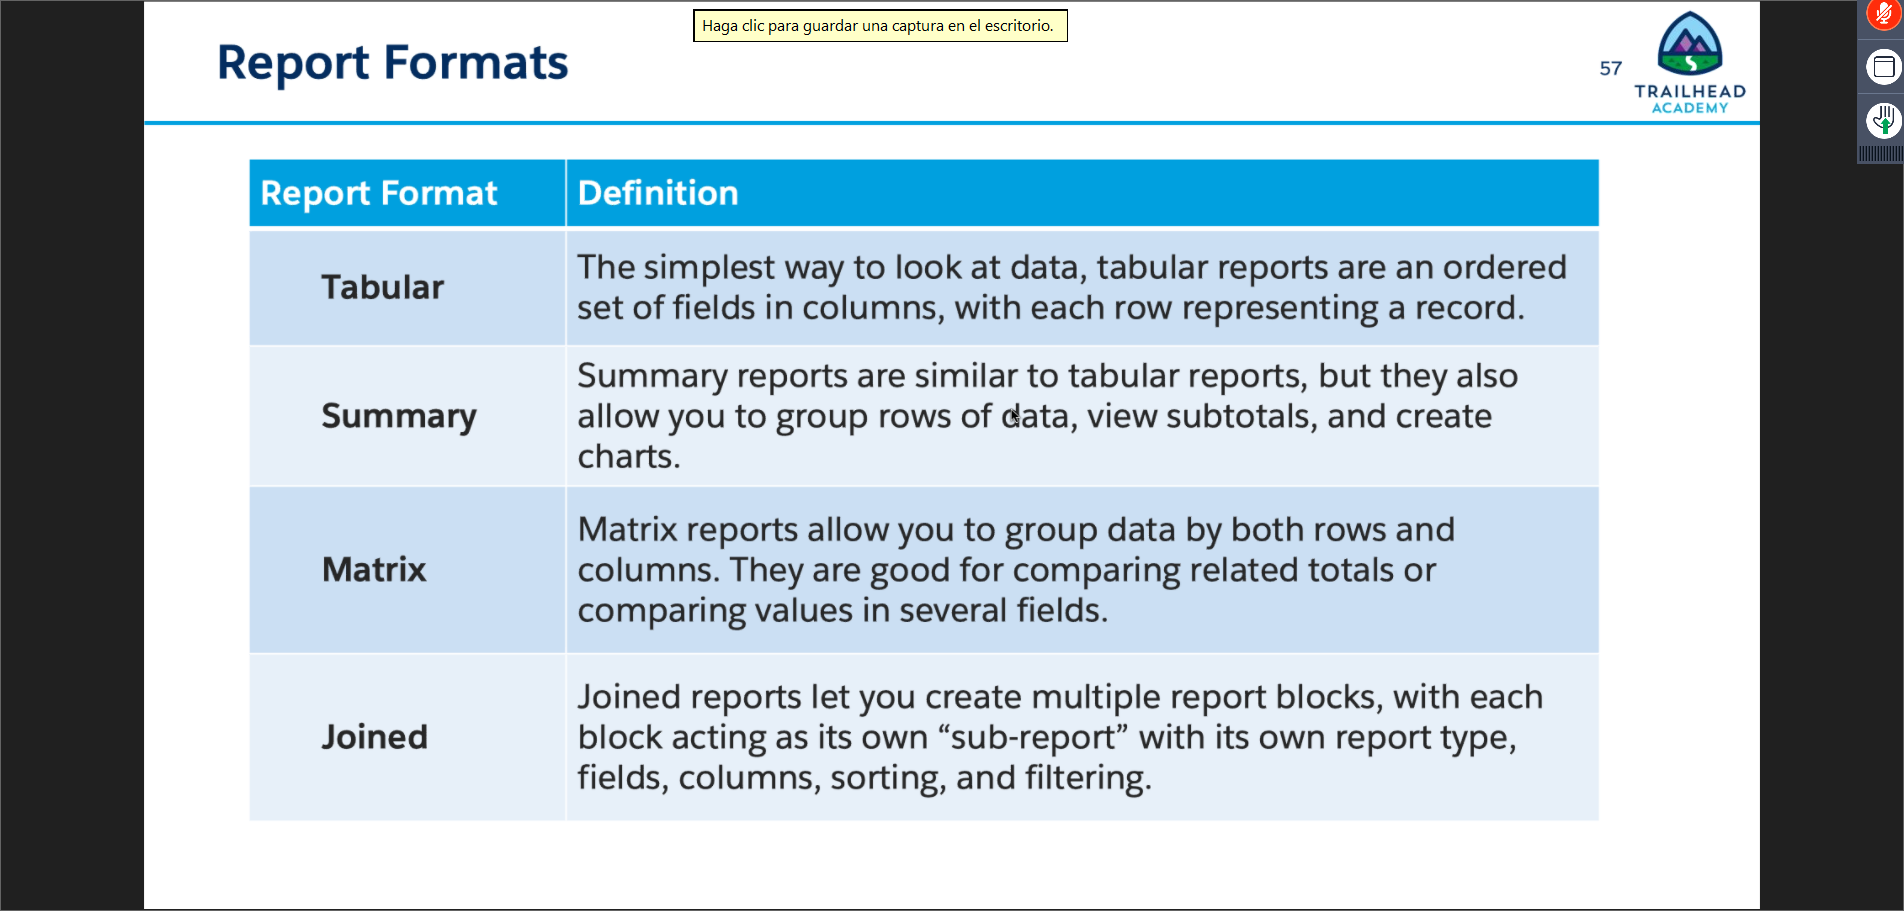 Haga clic para guardar una captura en el escritorio.
Report Formats
57
TRAILHEAD
ACADEMY
Report Format
Definition
Tabular
The simplest way to look at data, tabular reports are an ordered
set of fields in columns, with each row representing a record.
Summary
Summary reports are similar to tabular reports, but they also
allow you to group rows of data, view subtotals, and create
charts.
Matrix
Matrix reports allow you to group data by both rows and
columns. They are good for comparing related totals or
comparing values in several fields.
Joined
Joined reports let you create multiple report blocks, with each
block acting as its own “sub-report” with its own report type,
fields, columns, sorting, and filtering.